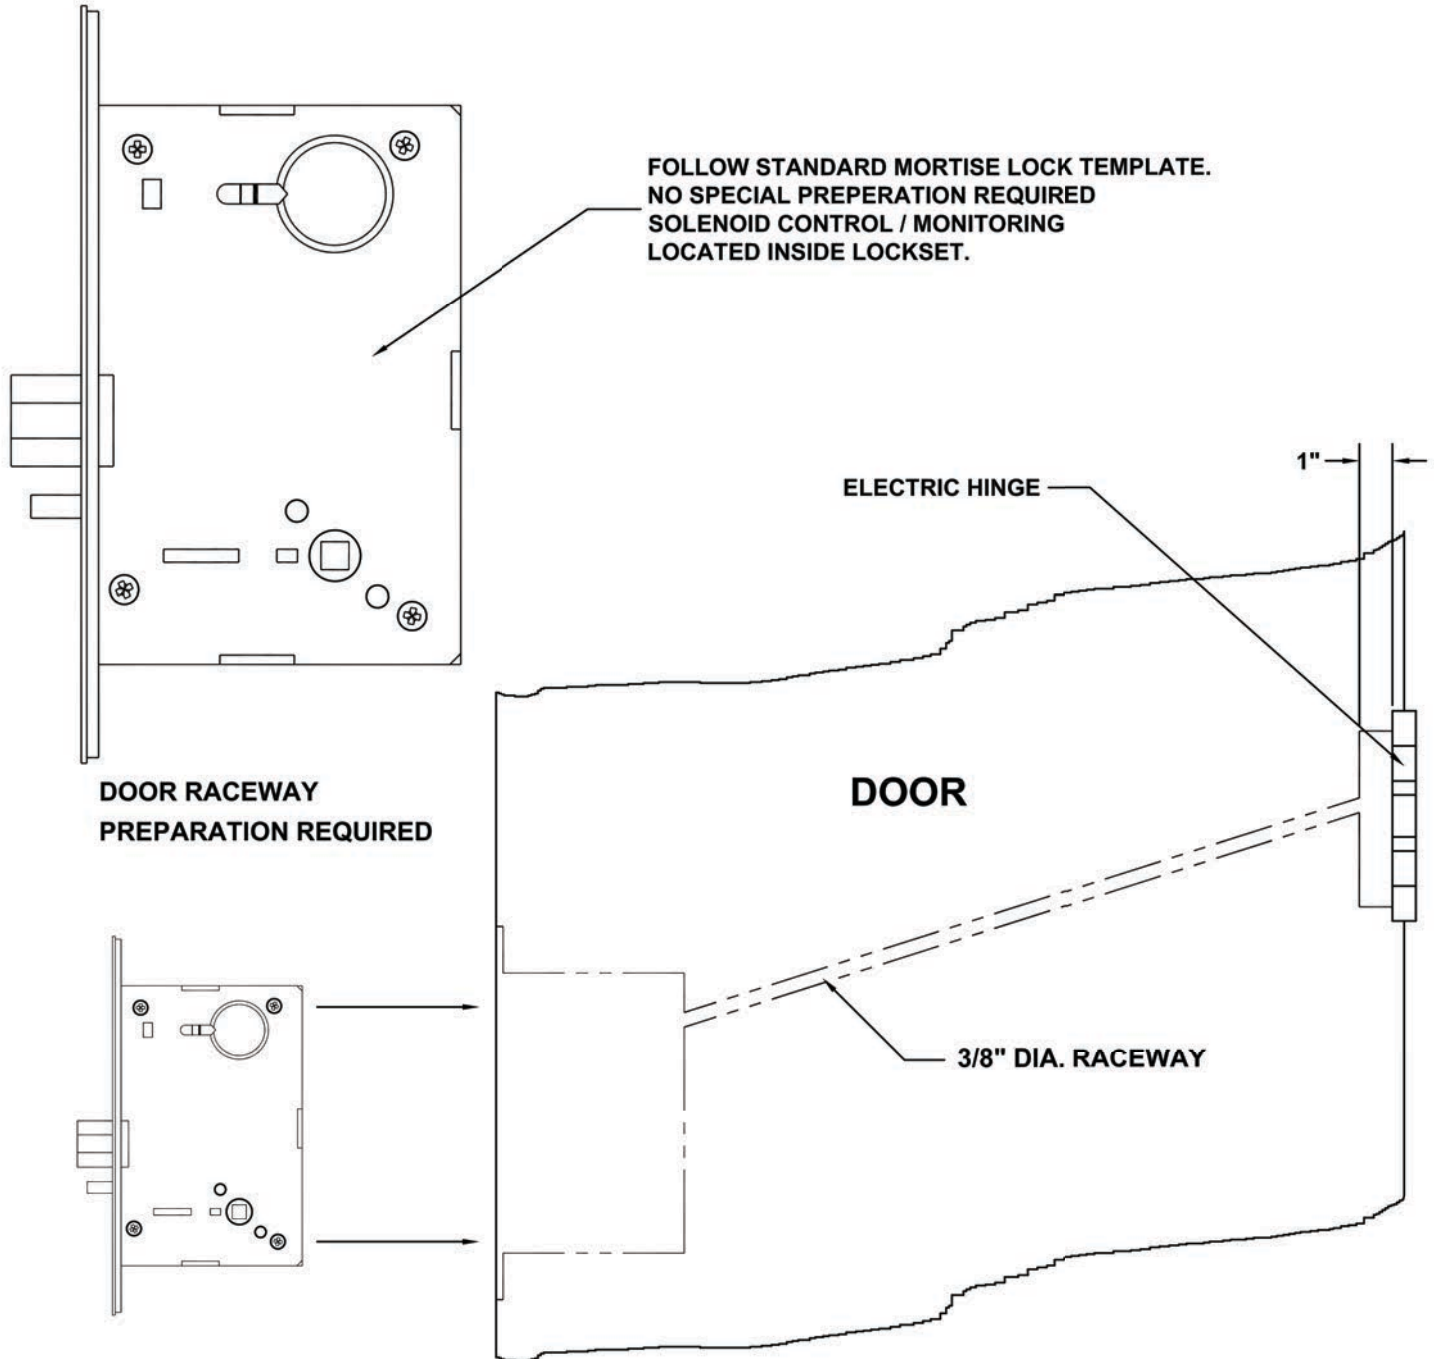 FOLLOW STANDARD MORTISE LOCK TEMPLATE.
NO SPECIAL PREPERATION REQUIRED
SOLENOID CONTROL / MONITORING
LOCATED INSIDE LOCKSET.
1"
ELECTRIC HINGE
DOOR RACEWAY
PREPARATION REQUIRED
DOOR
3/8" DIA. RACEWAY